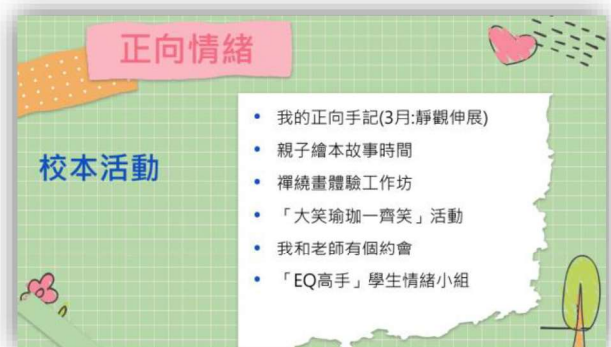 正向情緒
校本活動
• 我的正向手記(3月:靜觀伸展)
• 親子繪本故事時間
• 禪繞畫體驗工作坊
• 「大笑瑜珈一齊笑」活動
• 我和老師有個約會
• 「EQ高手」學生情緒小組